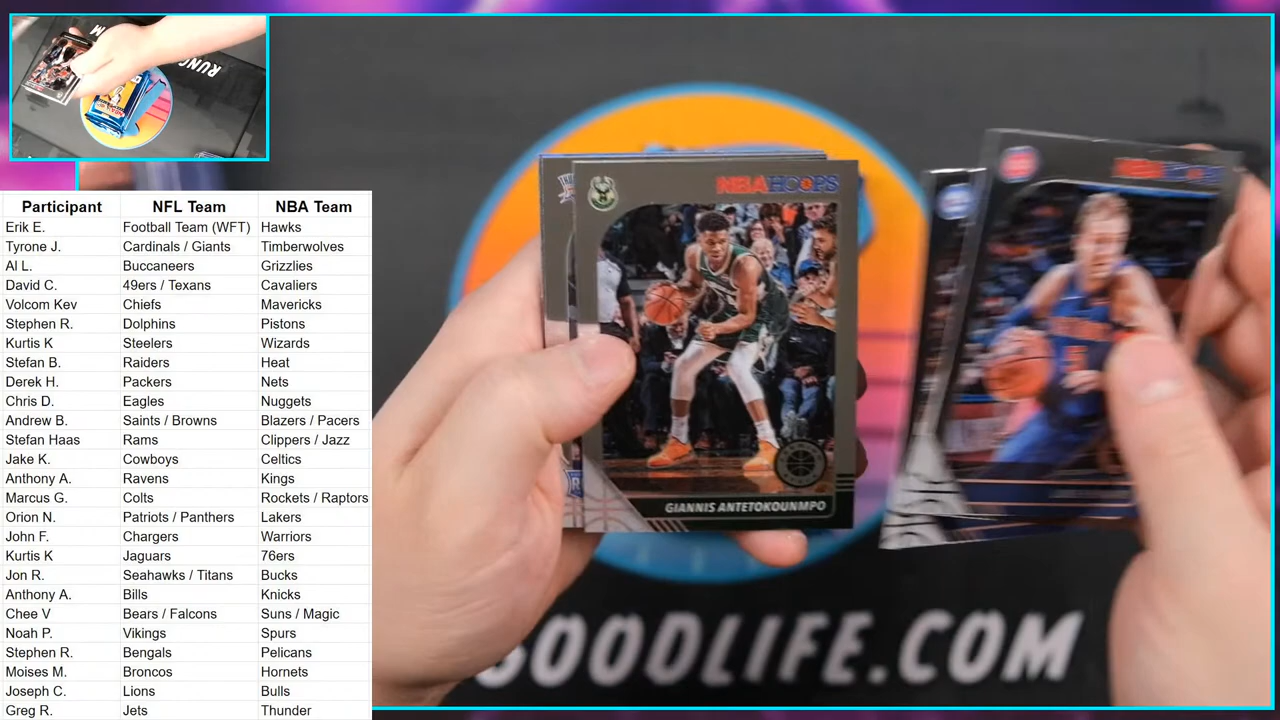 RUNG
M
Participant NFL Team NBA Team
Erik E. Football Team (WFT) Hawks
Tyrone J. Cardinals / Giants Timberwolves
Al L. Buccaneers Grizzlies
David C. 49ers / Texans Cavaliers
Volcom Kev Chiefs Mavericks
Stephen R. Dolphins Pistons
Kurtis K Steelers Wizards
Stefan B. Raiders Heat
Derek H. Packers Nets
Chris D. Eagles Nuggets
Andrew B. Saints / Browns Blazers / Pacers
Stefan Haas Rams Clippers / Jazz
Jake K. Cowboys Celtics
Anthony A. Ravens Kings
Marcus G. Colts Rockets / Raptors
Orion N. Patriots / Panthers Lakers
John F. Chargers Warriors
Kurtis K Jaguars 76ers
Jon R. Seahawks / Titans Bucks
Anthony A. Bills Knicks
Chee V Bears / Falcons Suns / Magic
Noah P. Vikings Spurs
Stephen R. Bengals Pelicans
Moises M. Broncos Hornets
Joseph C. Lions Bulls
Greg R. Jets Thunder
NBA HOOPS
GIANNIS ANTETOKOUNMPO
NBA HOOPS
GOODLIFE.COM